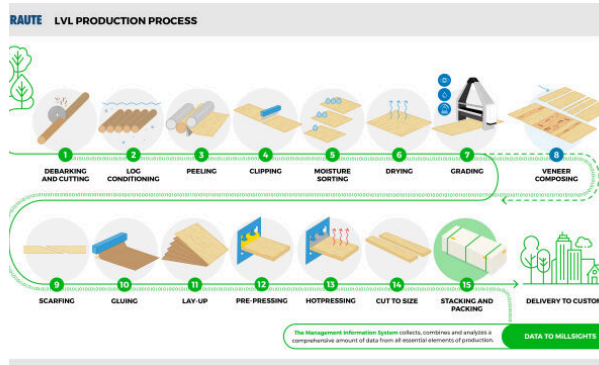 RAUTE LVL PRODUCTION PROCESS
1
DEBARKING
AND CUTTING
2
LOG
CONDITIONING
3
PEELING
4
CLIPPING
5
MOISTURE
SORTING
6
DRYING
7
GRADING
8
VENEER
COMPOSING
9
SCARFING
10
GLUING
11
LAY-UP
12
PRE-PRESSING
13
HOTPRESSING
14
CUT TO SIZE
15
STACKING AND
PACKING
DELIVERY TO CUSTOM
The Management Information System collects, combines and analyzes a
comprehensive amount of data from all essential elements of production.
DATA TO MILLSIGHTS